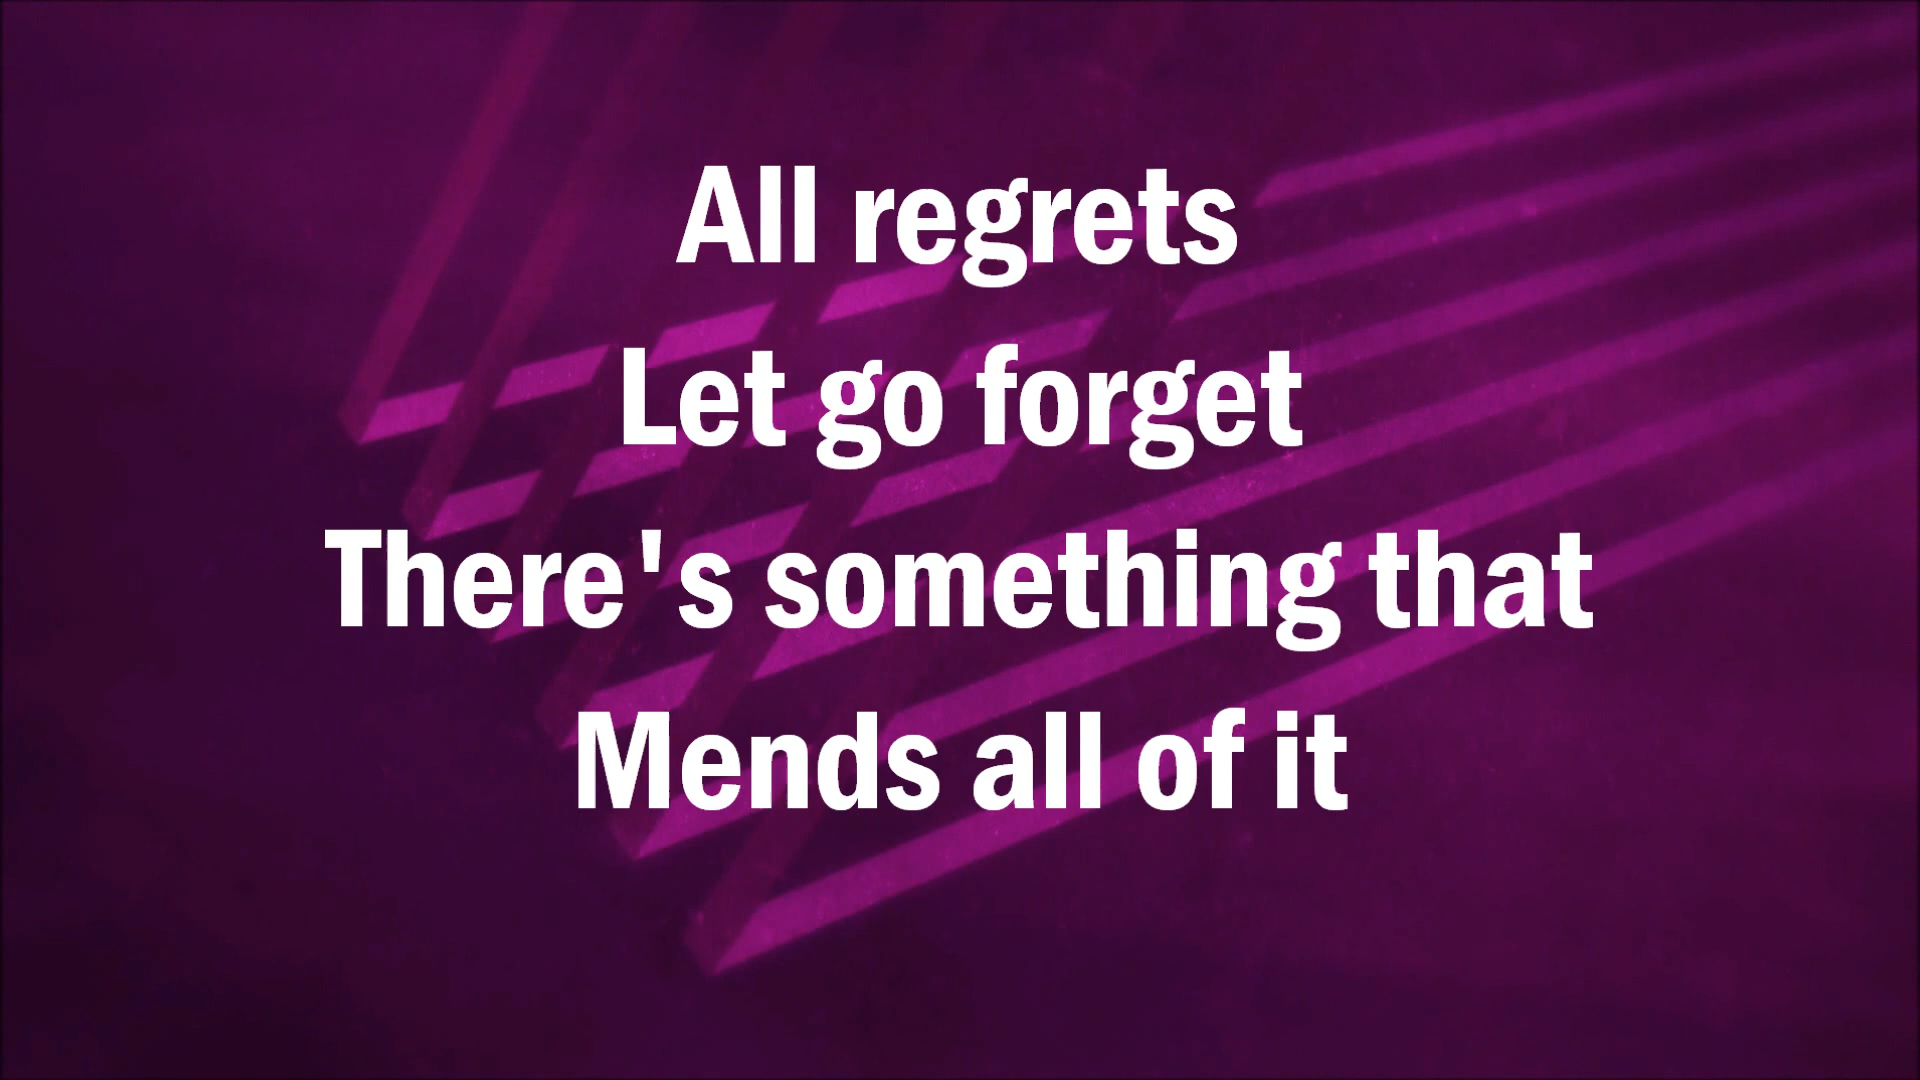 All regrets
Let go forget
There's something that
Mends all of it